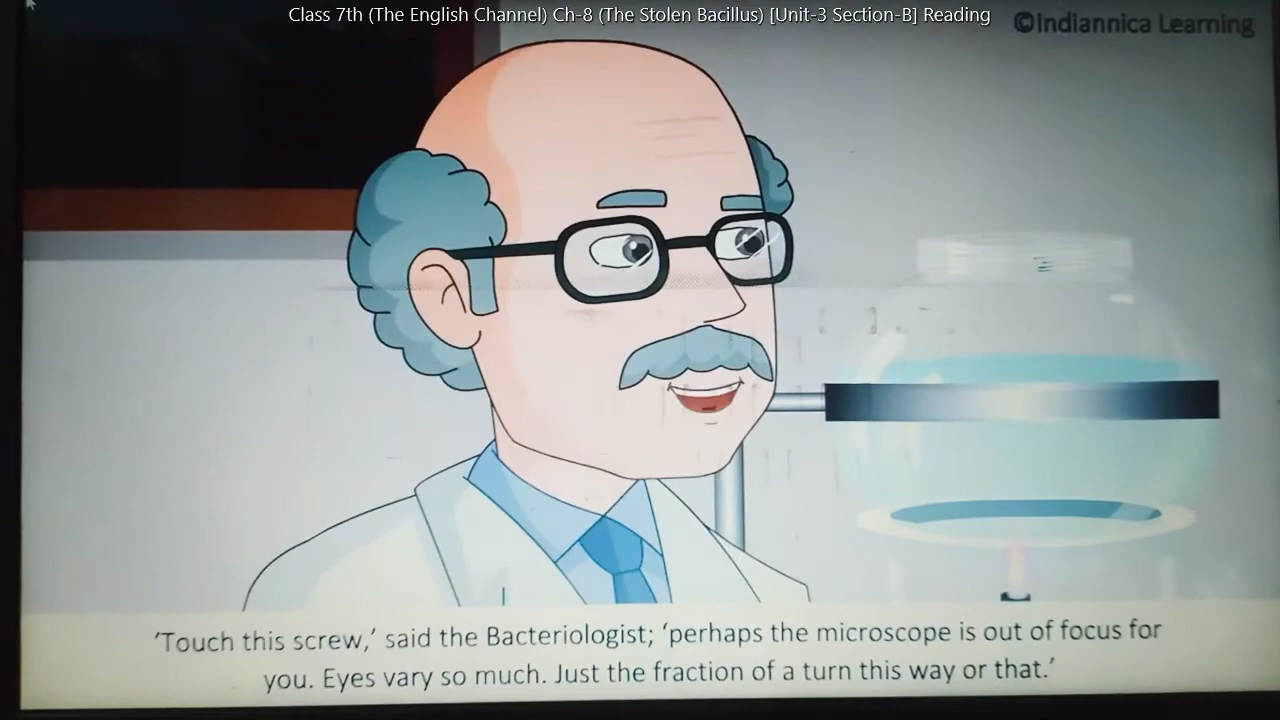 Class 7th (The English Channel) Ch-8 (The Stolen Bacillus) [Unit-3 Section-B] Reading
©Indiannica Learning
‘Touch this screw,’ said the Bacteriologist; ‘perhaps the microscope is out of focus for
you. Eyes vary so much. Just the fraction of a turn this way or that.’